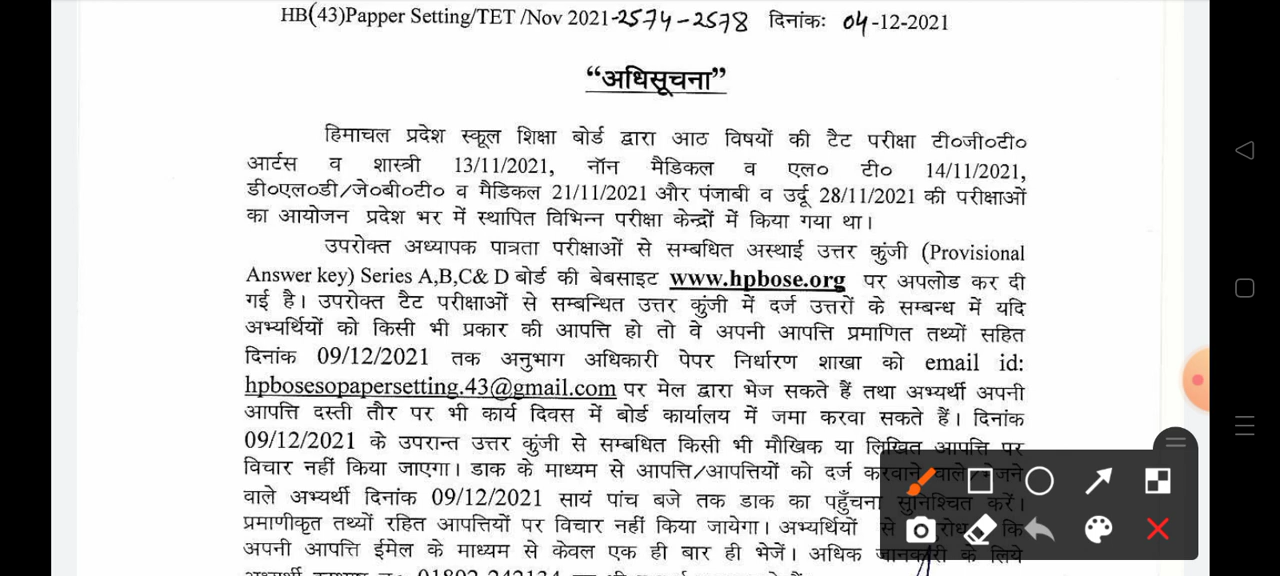 HB(43)Papper Setting/TET /Nov 2021-2574-2578 दिनांकः 04-12-2021
“अधिसूचना”
हिमाचल प्रदेश स्कूल शिक्षा बोर्ड द्वारा आठ विषयों की टैट परीक्षा टी०जी०टी०
आर्टस व शास्त्री 13/11/2021, नॉन मैडिकल व एल० टी० 14/11/2021,
डी०एल०डी/जे०बी०टी० व मैडिकल 21/11/2021 और पंजाबी व उर्दू 28/11/2021 की परीक्षाओं
का आयोजन प्रदेश भर में स्थापित विभिन्न परीक्षा केन्द्रों में किया गया था।
उपरोक्त अध्यापक पात्रता परीक्षाओं से सम्बधित अस्थाई उत्तर कुंजी (Provisional
Answer key) Series A,B,C& D बोर्ड की बेबसाइट www.hpbose.org पर अपलोड कर दी
गई है। उपरोक्त टैट परीक्षाओं से सम्बन्धित उत्तर कुंजी में दर्ज उत्तरों के सम्बन्ध में यदि
अभ्यर्थियों को किसी भी प्रकार की आपत्ति हो तो वे अपनी आपत्ति प्रमाणित तथ्यों सहित
दिनांक 09/12/2021 तक अनुभाग अधिकारी पेपर निर्धारण शाखा को email id:
hpbosesopapersetting.43@gmail.com पर मेल द्वारा भेज सकते हैं तथा अभ्यर्थी अपनी
आपत्ति दस्ती तौर पर भी कार्य दिवस में बोर्ड कार्यालय में जमा करवा सकते हैं। दिनांक
09/12/2021 के उपरान्त उत्तर कुंजी से सम्बधित किसी भी मौखिक या लिखित आपत्ति पर
विचार नहीं किया जाएगा। डाक के माध्यम से आपत्ति/आपत्तियों को दर्ज करवाने वाले/भेजने
वाले अभ्यर्थी दिनांक 09/12/2021 सायं पांच बजे तक डाक का पहुँचना सुनिश्चित करें।
प्रमाणीकृत तथ्यों रहित आपत्तियों पर विचार नहीं किया जायेगा। अभ्यर्थियों से कि
अपनी आपत्ति ईमेल के माध्यम से केवल एक ही बार ही भेजें। अधिक जानकारी के लिये
01892-242134